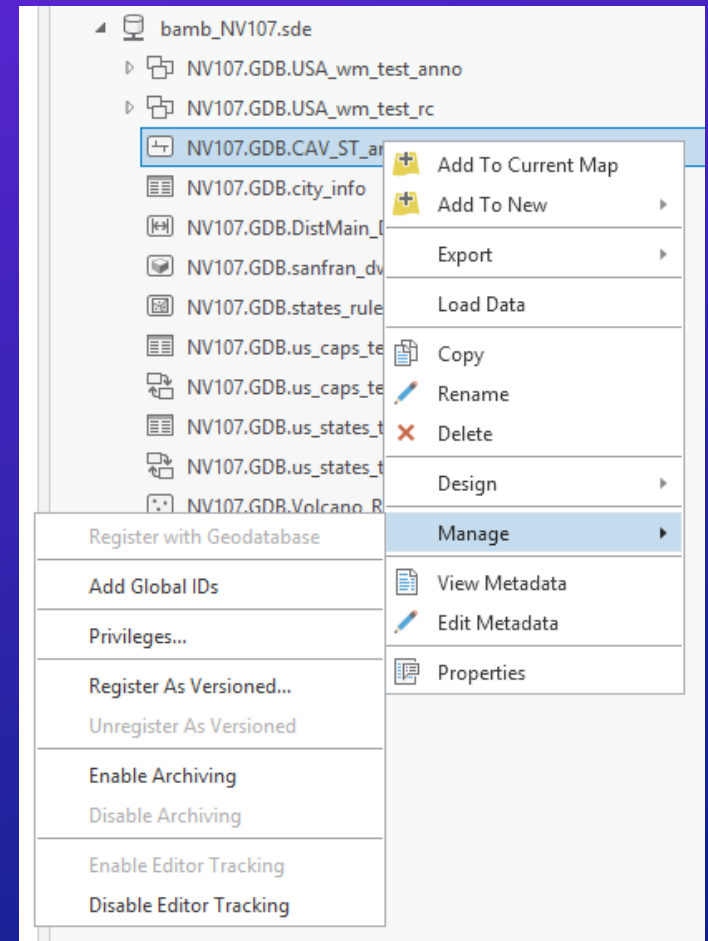 bamb_NV107.sde
NV107.GDB.USA_wm_test_anno
NV107.GDB.USA_wm_test_rc
NV107.GDB.CAV_ST_a
NV107.GDB.city_info
NV107.GDB.DistMain_
NV107.GDB.sanfran_dw
NV107.GDB.states_rule
NV107.GDB.us_caps_te
NV107.GDB.us_caps_te
NV107.GDB.us_states_t
NV107.GDB.us_states_t
NV107.GDB.Volcano_R
Add To Current Map
Add To New
Export
Load Data
Copy
Rename
Delete
Design
Manage
View Metadata
Edit Metadata
Properties
Register with Geodatabase
Add Global IDs
Privileges...
Register As Versioned...
Unregister As Versioned
Enable Archiving
Disable Archiving
Enable Editor Tracking
Disable Editor Tracking